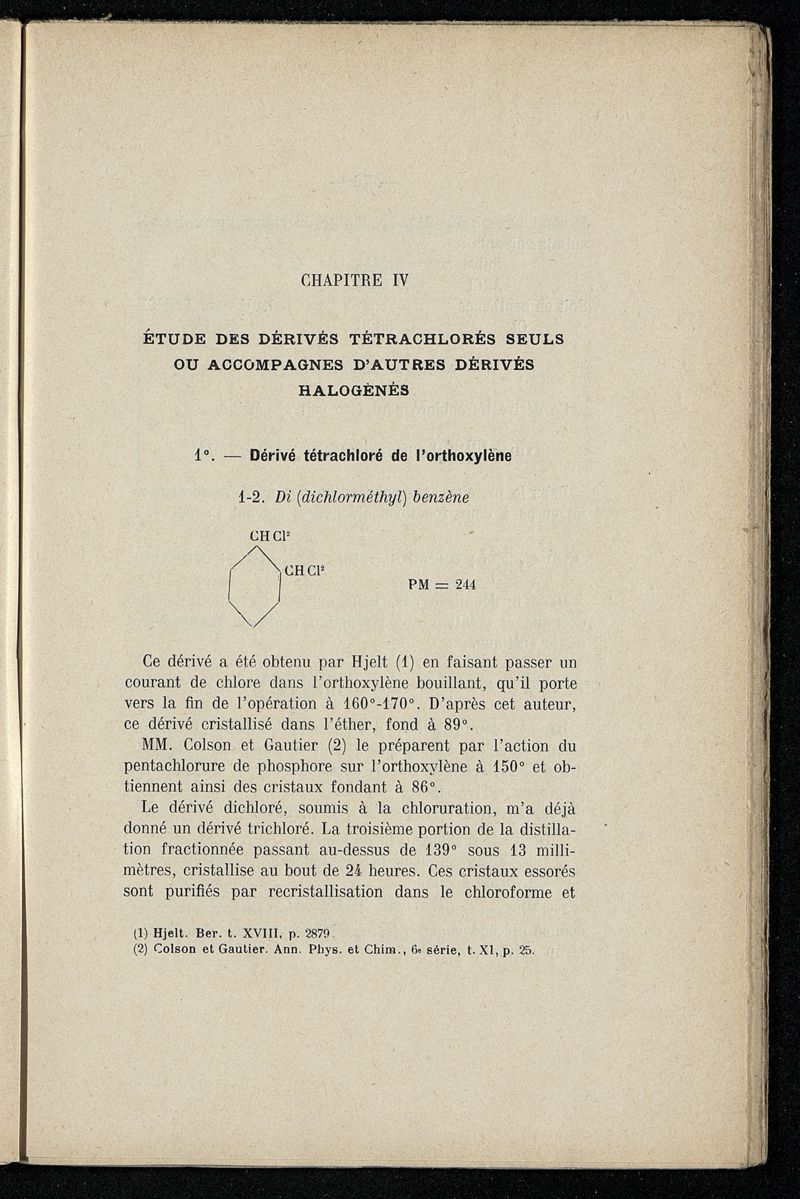 CHAPITRE IV
ÉTUDE DES DÉRIVÉS TÉTRACHLORÉS SEULS
OU ACCOMPAGNES D'AUTRES DÉRIVÉS
HALOGÈNÉS
1°. — Dérivé tétrachloré de l'orthoxylène
1-2. Di (dichlorméthyl) benzène
CH Cl²
CH Cl²
PM = 244
Ce dérivé a été obtenu par Hjelt (1) en faisant passer un
courant de chlore dans l'orthoxylène bouillant, qu'il porte
vers la fin de l'opération à 160°-170°. D'après cet auteur,
ce dérivé cristallisé dans l'éther, fond à 89°.
MM. Colson et Gautier (2) le préparent par l'action du
pentachlorure de phosphore sur l'orthoxylène à 150° et ob-
tiennent ainsi des cristaux fondant à 86°.
Le dérivé dichloré, soumis à la chloruration, m'a déjà
donné un dérivé trichloré. La troisième portion de la distilla-
tion fractionnée passant au-dessus de 139° sous 13 milli-
mètres, cristallise au bout de 24 heures. Ces cristaux essorés
sont purifiés par recristallisation dans le chloroforme et
(1) Hjelt. Ber. t. XVIII, p. 2879.
(2) Colson et Gautier. Ann. Phys. et Chim., 6e série, t. XI, p. 25.